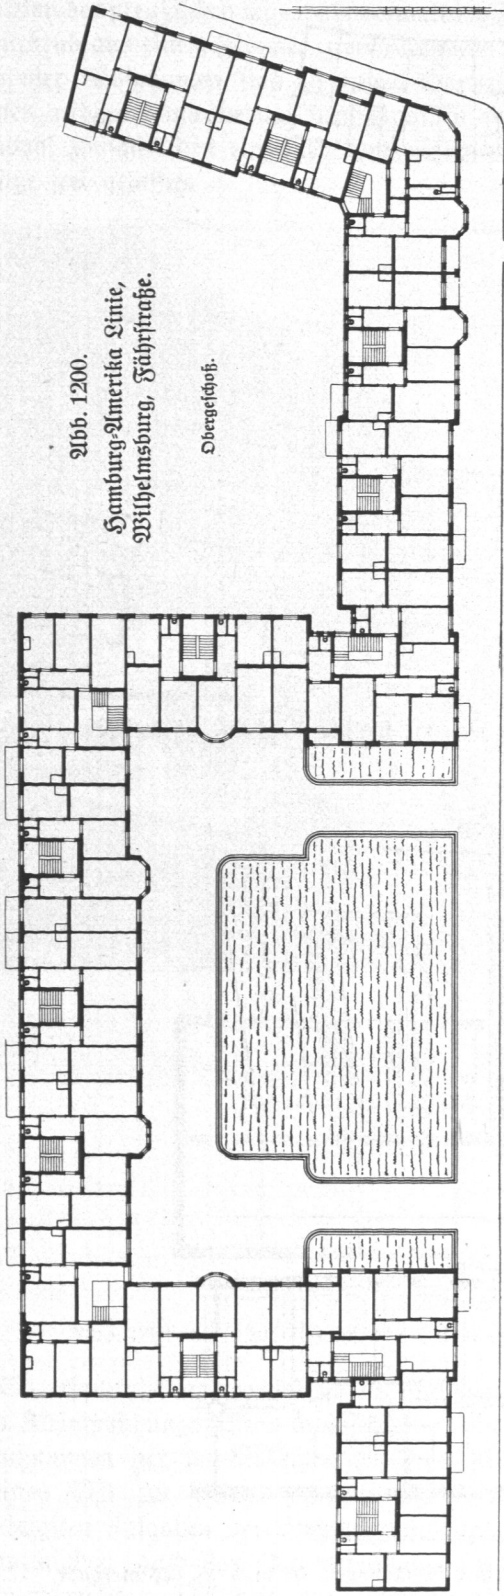 Abb. 1200.
Hamburg-Amerika Linie,
Wilhelmsburg, Fährstraße.
Obergeschoß.